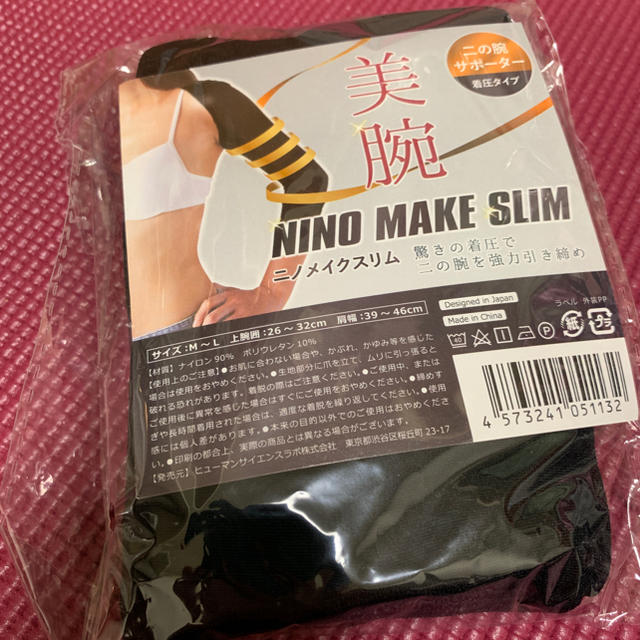 二の腕
サポーター
着圧タイプ
美腕
NINO MAKE SLIM
ニノメイクスリム
驚きの着圧で
二の腕を強力引き締め
サイズ:M～L 上腕囲:26～32cm 肩幅:39～46cm
Designed in Japan
Made in China
ラベル 外袋PP
紙
プラ
40
P
【材質】ナイロン90% ポリウレタン10%
【使用上のご注意】●お肌に合わない場合や、かぶれ、かゆみ等を感じた
場合は使用をおやめください。●生地部分に爪を立て、ムリに引っ張ると
破れる恐れがあります。着脱の際はご注意ください。●ご使用中、または
ご使用後に異常を感じた場合はすぐにご使用をおやめください。●締めす
ぎや長時間着用された場合は、適度な着脱を繰り返してください。
感には個人差があります。●本来の目的以外でのご使用はおやめくださ
い。●印刷の都合上、実際の商品とは異なる場合がございます。
【発売元】ヒューマンサイエンスラボ株式会社 東京都渋谷区桜丘町 23-17
4 573241 051132